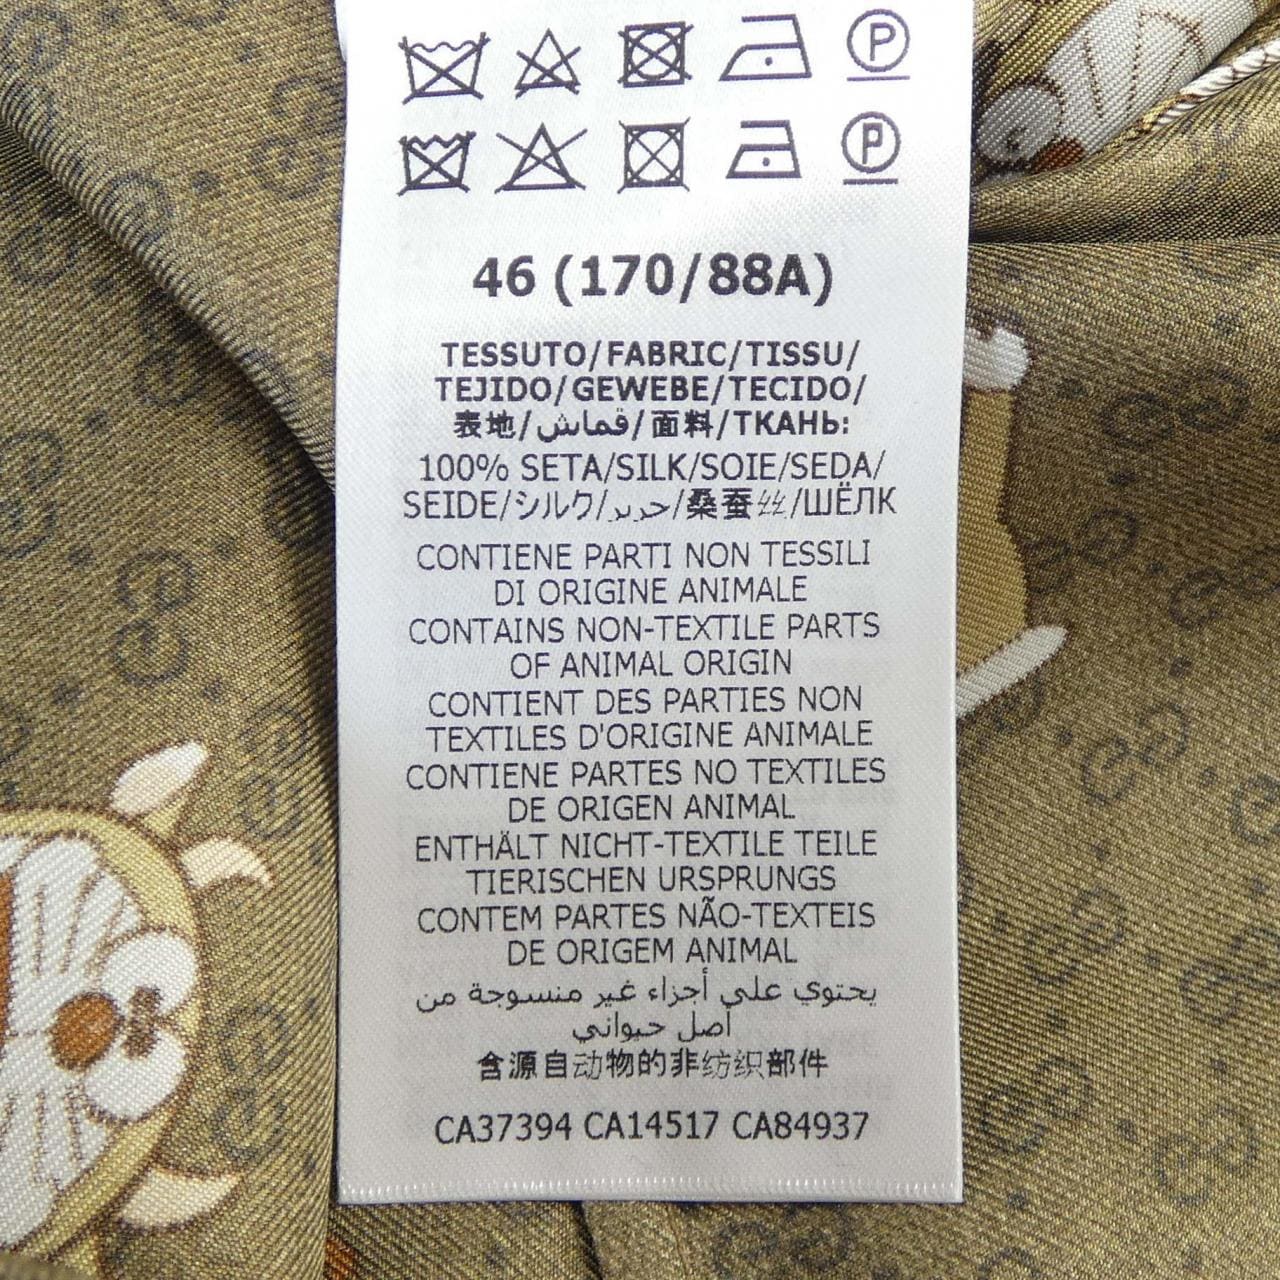 P
P
46 (170/88A)
TESSUTO/FABRIC/TISSU/
TEJIDO/GEWEBE/TECIDO/
表地/قماش/面料/ТКАНЬ:
100% SETA/SILK/SOIE/SEDA/
SEIDE/シルク/حرير/桑蚕丝/ШЁЛК
CONTIENE PARTI NON TESSILI
DI ORIGINE ANIMALE
CONTAINS NON-TEXTILE PARTS
OF ANIMAL ORIGIN
CONTIENT DES PARTIES NON
TEXTILES D'ORIGINE ANIMALE
CONTIENE PARTES NO TEXTILES
DE ORIGEN ANIMAL
ENTHÄLT NICHT-TEXTILE TEILE
TIERISCHEN URSPRUNGS
CONTEM PARTES NÃO-TEXTEIS
DE ORIGEM ANIMAL
يحتوي على أجزاء غير منسوجة من
أصل حيواني
含源自动物的非纺织部件
CA37394 CA14517 CA84937